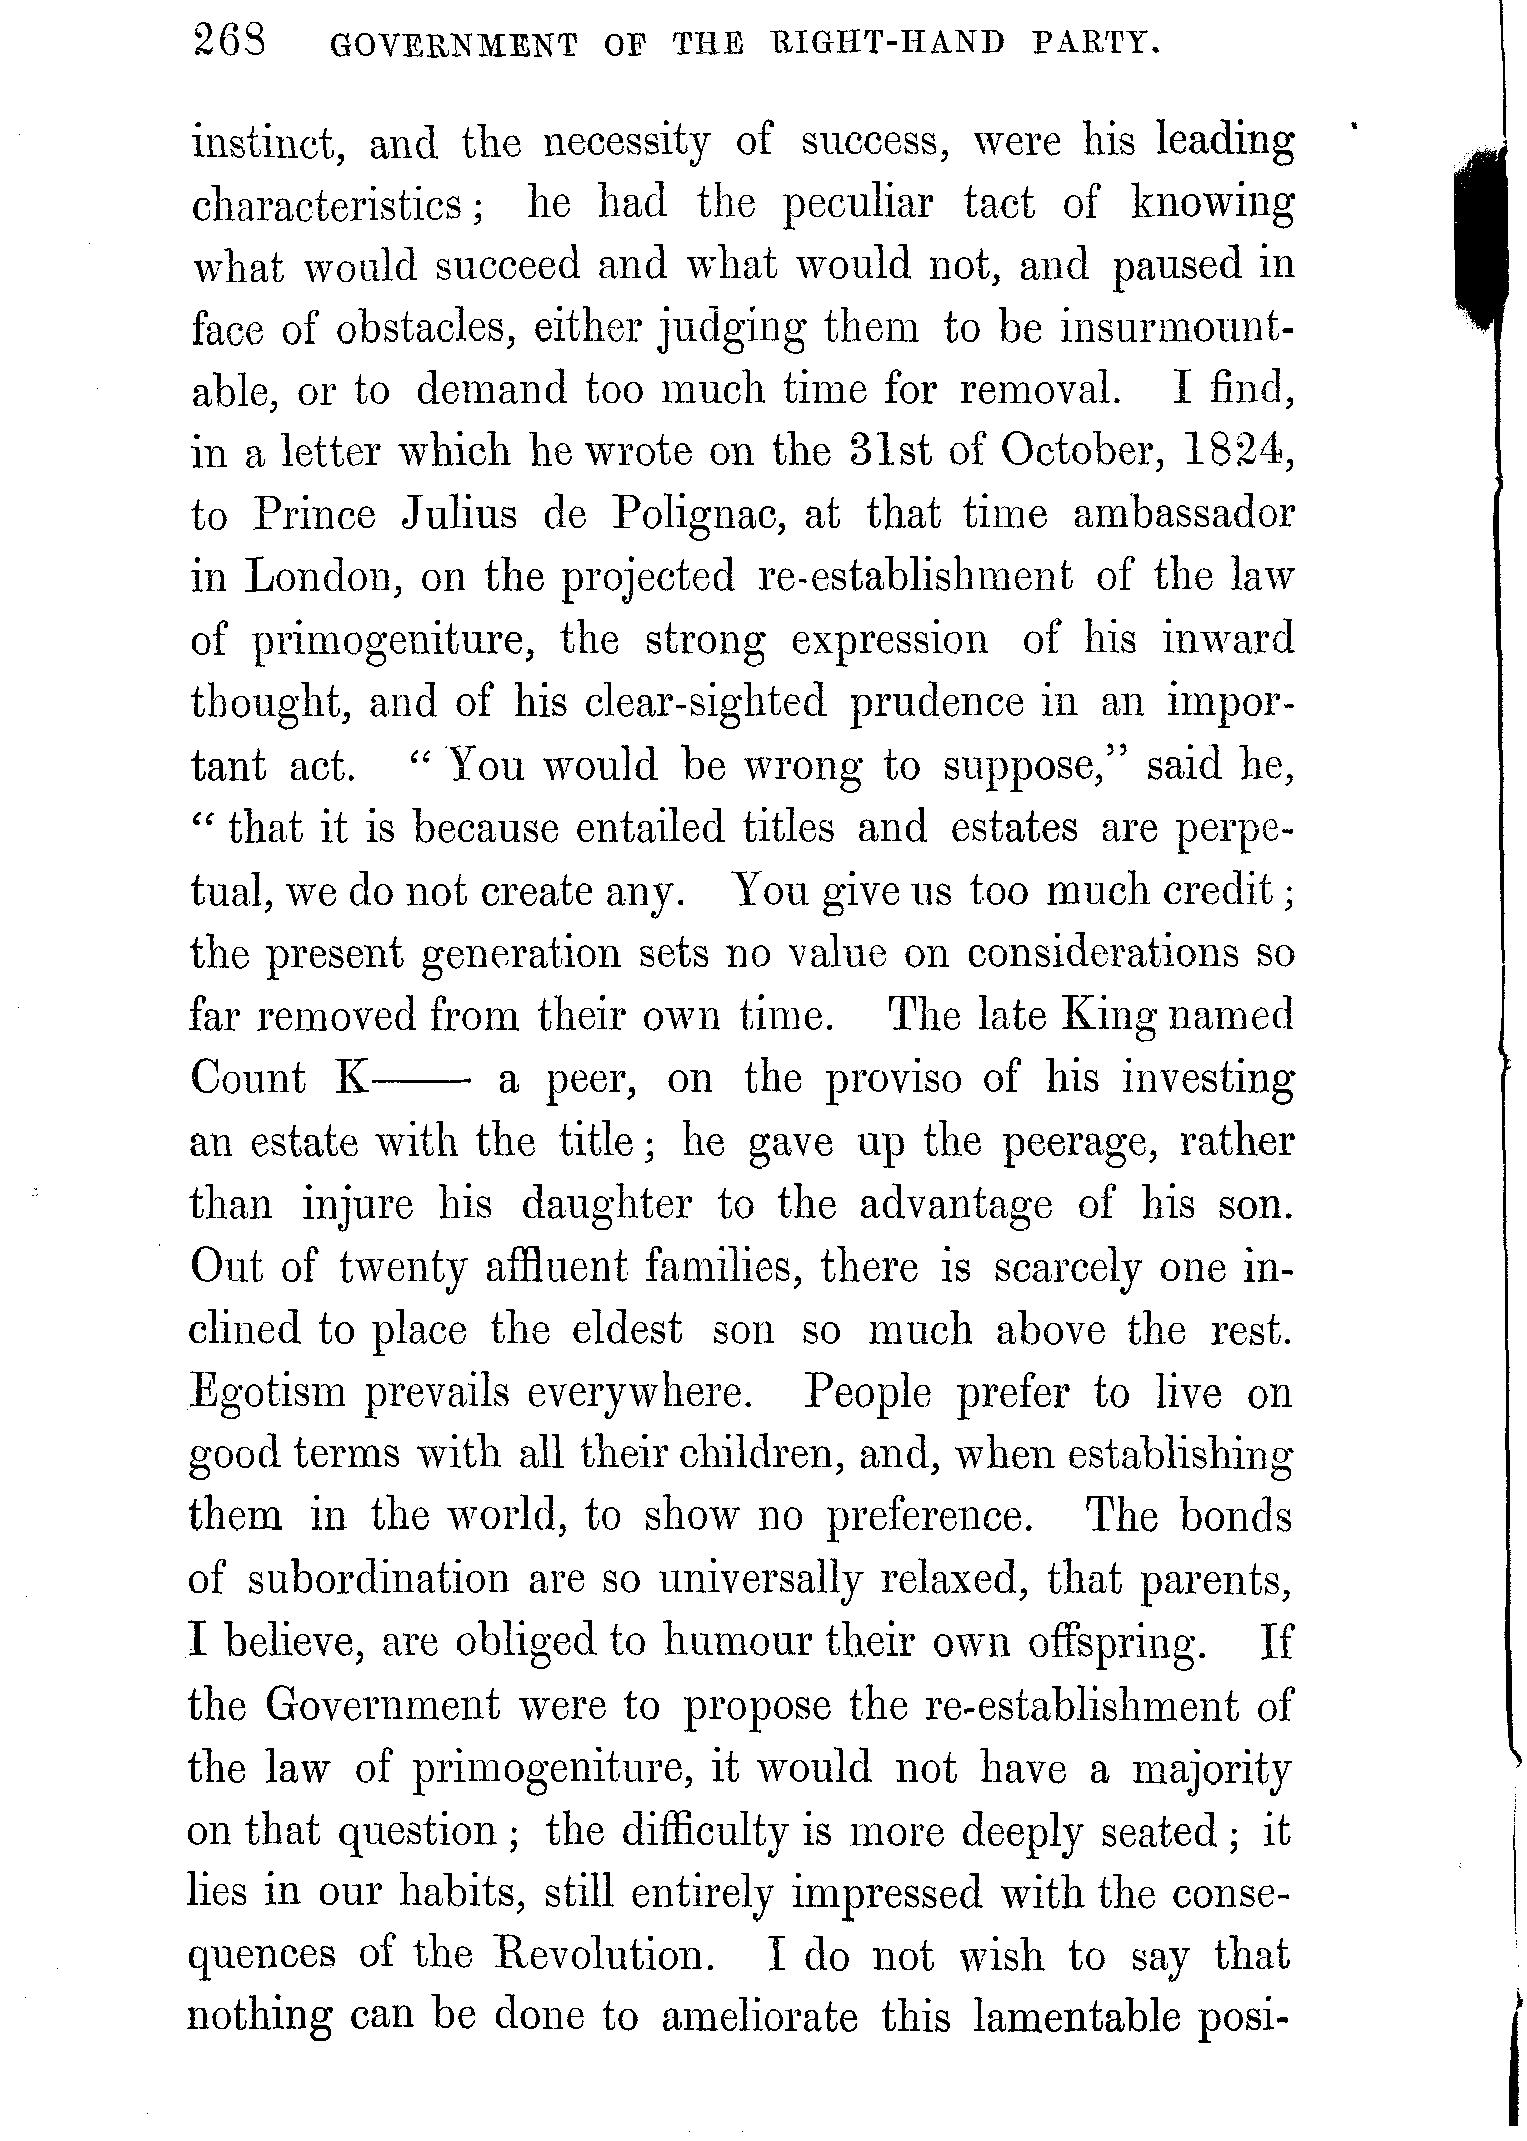 268 GOVERNMENT OF THE RIGHT-HAND PARTY.
instinct, and the necessity of success, were his leading
characteristics; he had the peculiar tact of knowing
what would succeed and what would not, and paused in
face of obstacles, either judging them to be insurmount-
able, or to demand too much time for removal. I find,
in a letter which he wrote on the 31st of October, 1824,
to Prince Julius de Polignac, at that time ambassador
in London, on the projected re-establishment of the law
of primogeniture, the strong expression of his inward
thought, and of his clear-sighted prudence in an impor-
tant act. “ You would be wrong to suppose,” said he,
“ that it is because entailed titles and estates are perpe-
tual, we do not create any. You give us too much credit;
the present generation sets no value on considerations so
far removed from their own time. The late King named
Count K—— a peer, on the proviso of his investing
an estate with the title; he gave up the peerage, rather
than injure his daughter to the advantage of his son.
Out of twenty affluent families, there is scarcely one in-
clined to place the eldest son so much above the rest.
Egotism prevails everywhere. People prefer to live on
good terms with all their children, and, when establishing
them in the world, to show no preference. The bonds
of subordination are so universally relaxed, that parents,
I believe, are obliged to humour their own offspring. If
the Government were to propose the re-establishment of
the law of primogeniture, it would not have a majority
on that question; the difficulty is more deeply seated; it
lies in our habits, still entirely impressed with the conse-
quences of the Revolution. I do not wish to say that
nothing can be done to ameliorate this lamentable posi-